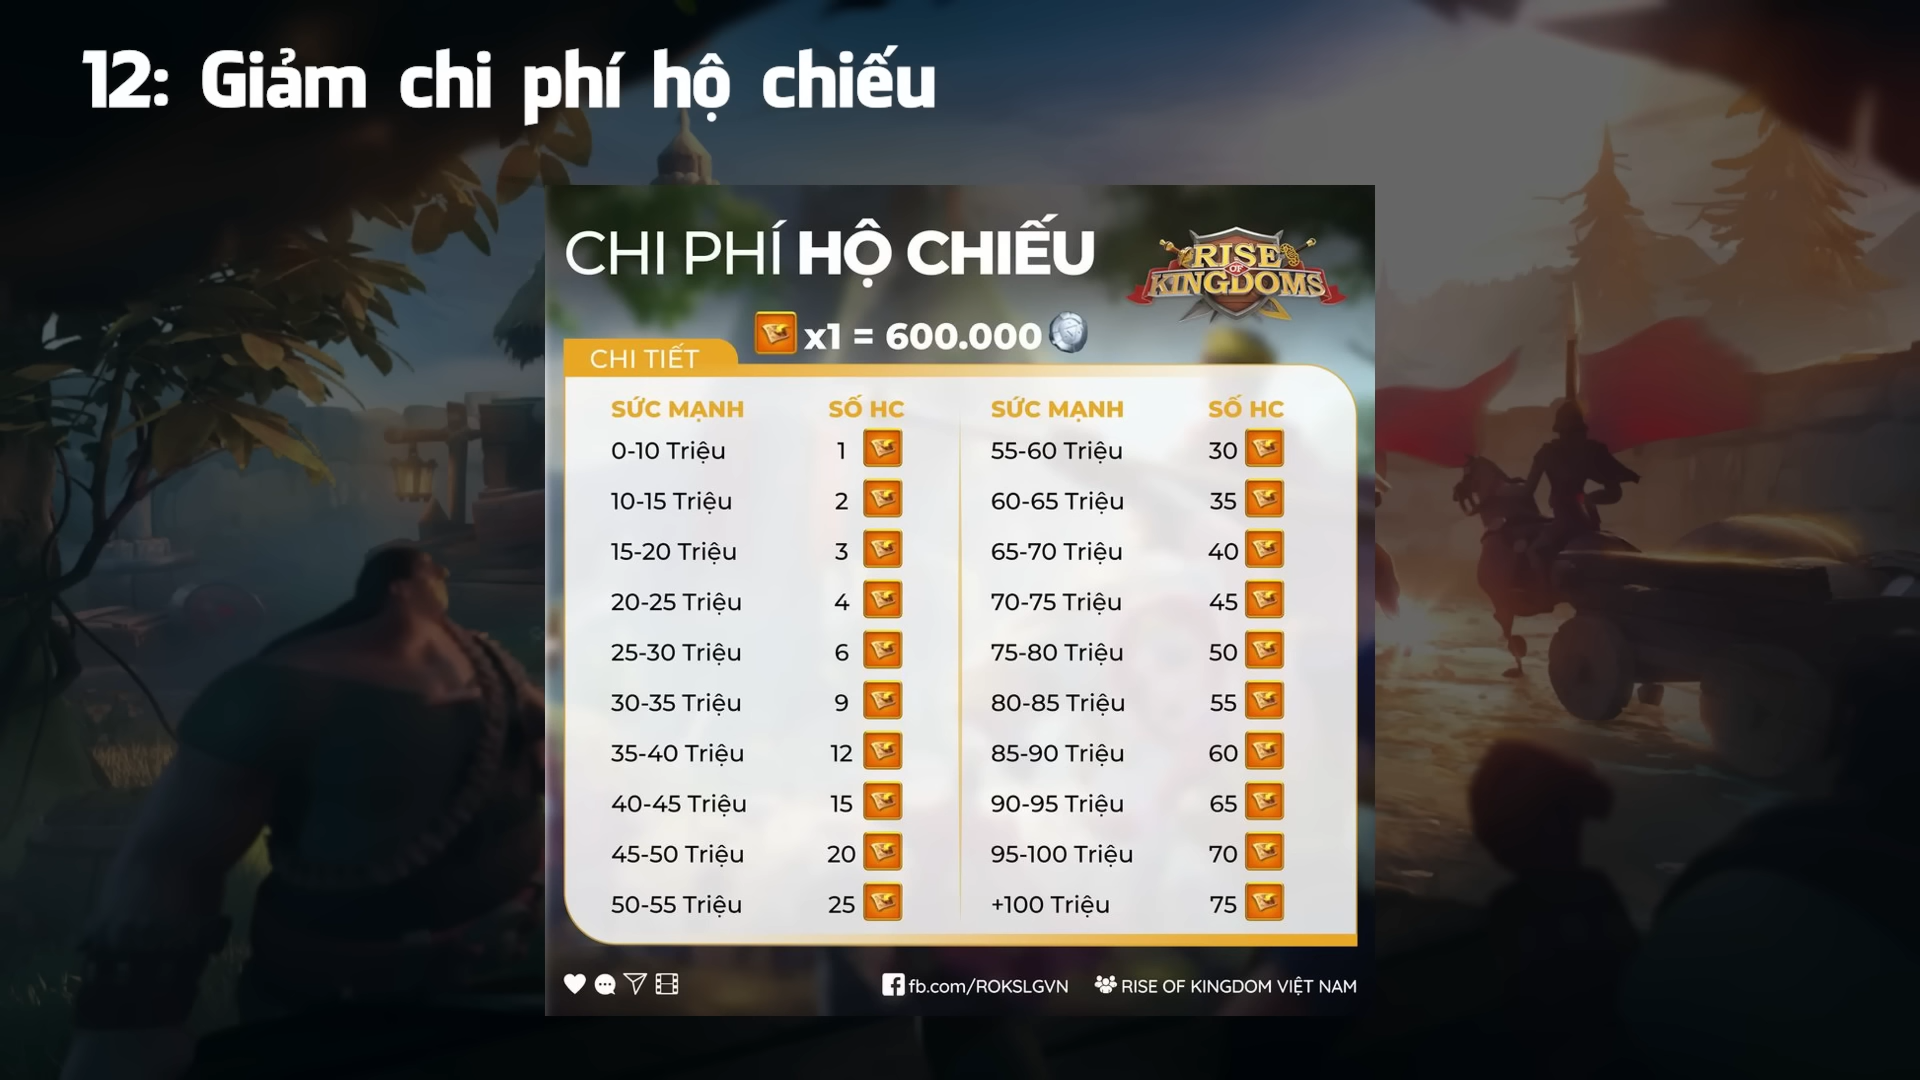 12: Giảm chi phí hộ chiếu
CHI PHÍ HỘ CHIẾU
RISE OF KINGDOMS
x1 = 600.000
CHI TIẾT
SỨC MẠNH SỐ HC SỨC MẠNH SỐ HC
0-10 Triệu 1 55-60 Triệu 30
10-15 Triệu 2 60-65 Triệu 35
15-20 Triệu 3 65-70 Triệu 40
20-25 Triệu 4 70-75 Triệu 45
25-30 Triệu 6 75-80 Triệu 50
30-35 Triệu 9 80-85 Triệu 55
35-40 Triệu 12 85-90 Triệu 60
40-45 Triệu 15 90-95 Triệu 65
45-50 Triệu 20 95-100 Triệu 70
50-55 Triệu 25 +100 Triệu 75
fb.com/ROKSLGVN RISE OF KINGDOM VIỆT NAM